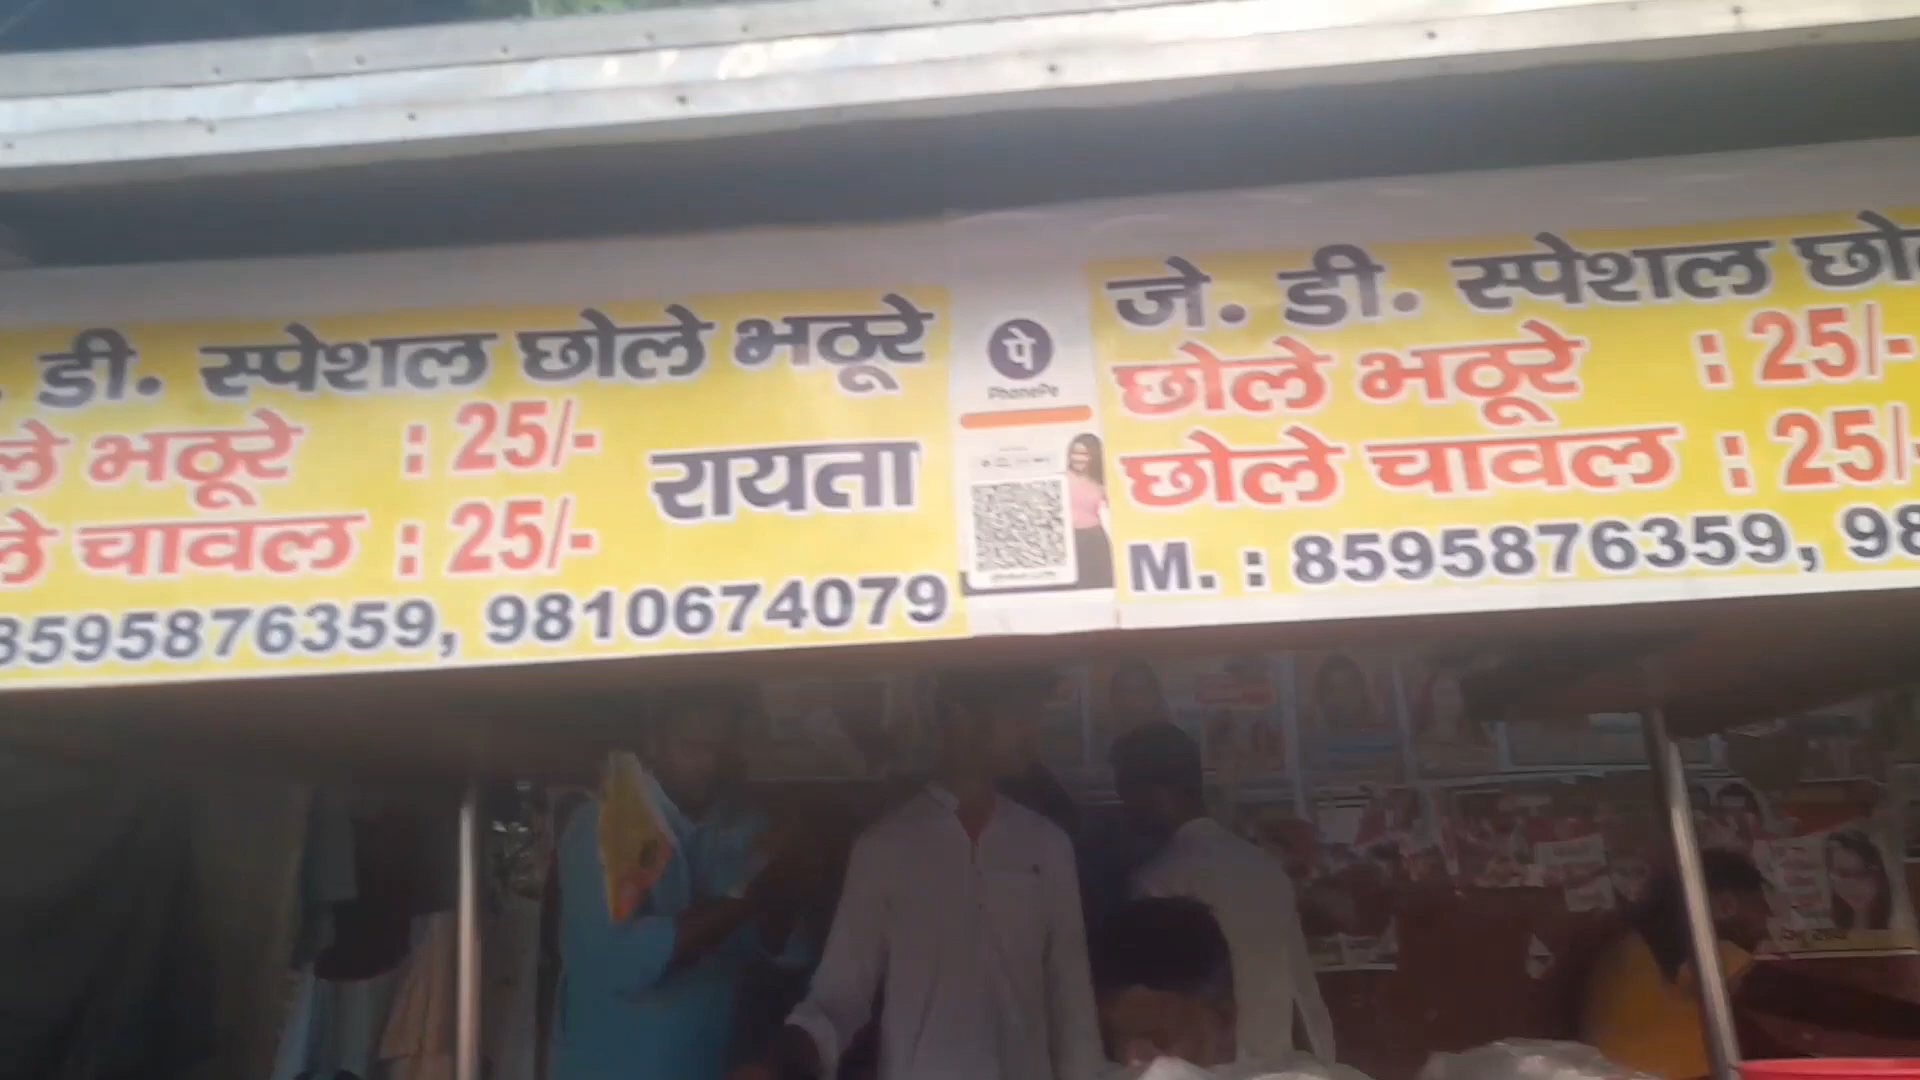 डी. स्पेशल छोले भठूरे
ले भठूरे : 25/-
ले चावल : 25/-
रायता
8595876359, 9810674079
पे
PhonePe
जे. डी. स्पेशल छो
छोले भठूरे : 25/-
छोले चावल : 25/-
M. : 8595876359, 98